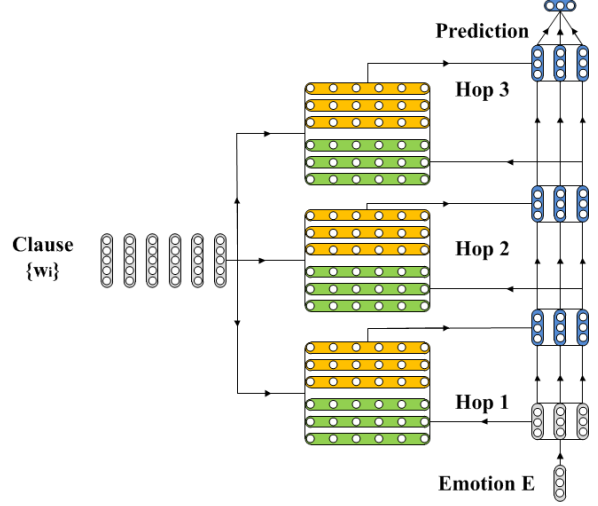 Prediction
Hop 3
Clause
{wi}
Hop 2
Hop 1
Emotion E